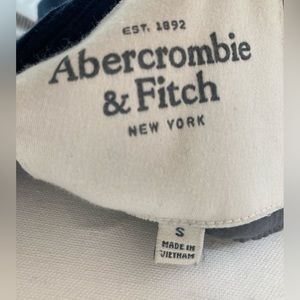 EST. 1892
Abercrombie
& Fitch
NEW YORK
S
MADE IN
VIETNAM